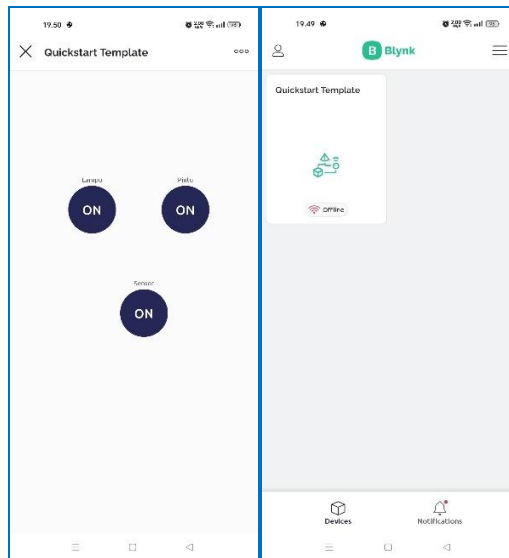 19.50
Quickstart Template
Lampu
Pintu
ON
ON
Sensor
ON
19.49
B Blynk
Quickstart Template
Offline
Devices
Notifications